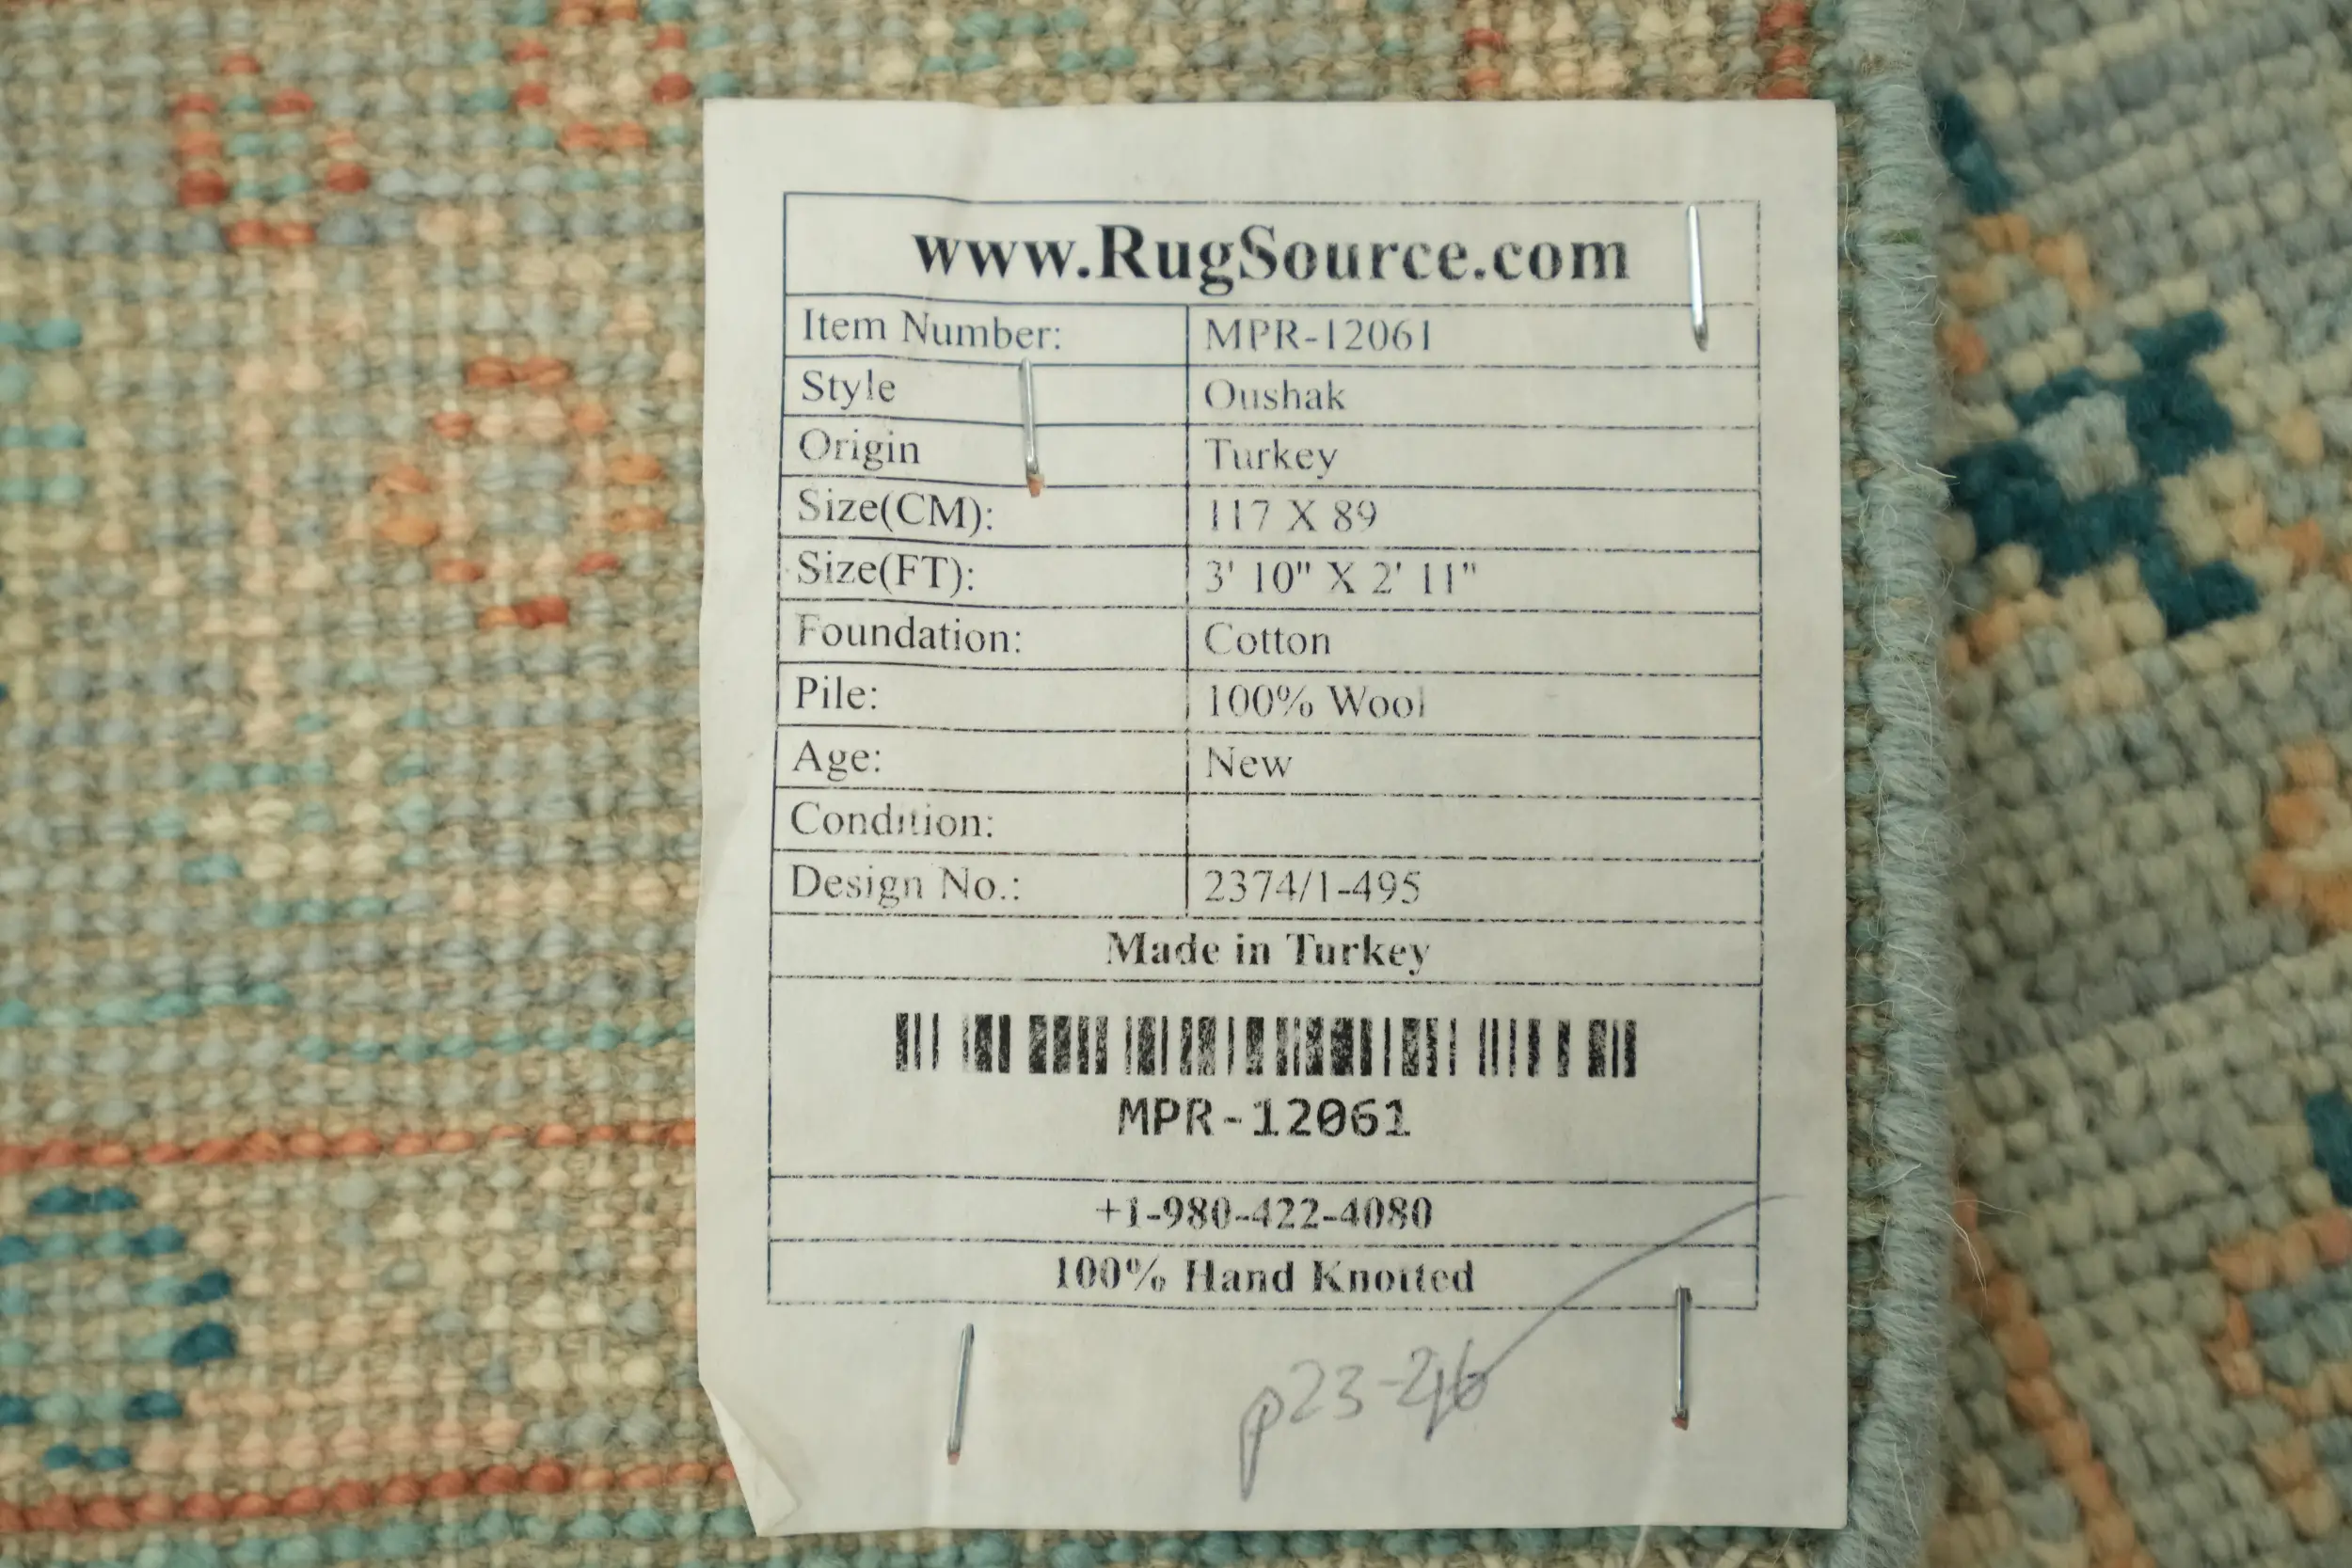 www.RugSource.com
Item Number: MPR-12061
Style Oushak
Origin Turkey
Size(CM): 117 X 89
Size(FT): 3' 10" X 2' 11"
Foundation: Cotton
Pile: 100% Wool
Age: New
Condition:
Design No.: 2374/1-495
Made in Turkey
MPR-12061
+1-980-422-4080
100% Hand Knotted